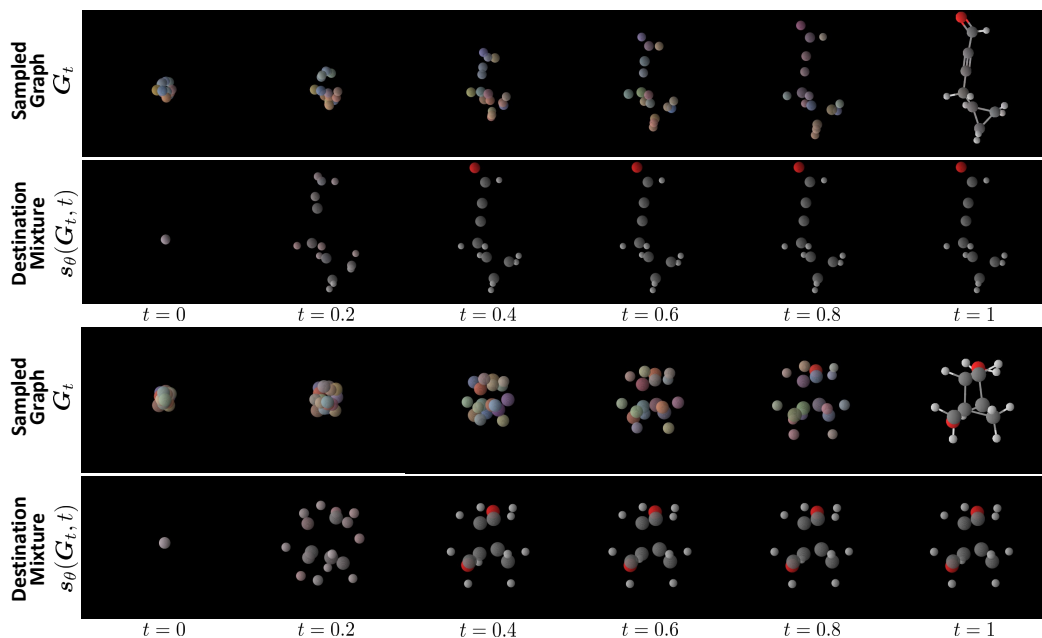 Sampled
Graph
G_t
Destination
Mixture
s_θ(G_t, t)
t = 0 t = 0.2 t = 0.4 t = 0.6 t = 0.8 t = 1
Sampled
Graph
G_t
Destination
Mixture
s_θ(G_t, t)
t = 0 t = 0.2 t = 0.4 t = 0.6 t = 0.8 t = 1